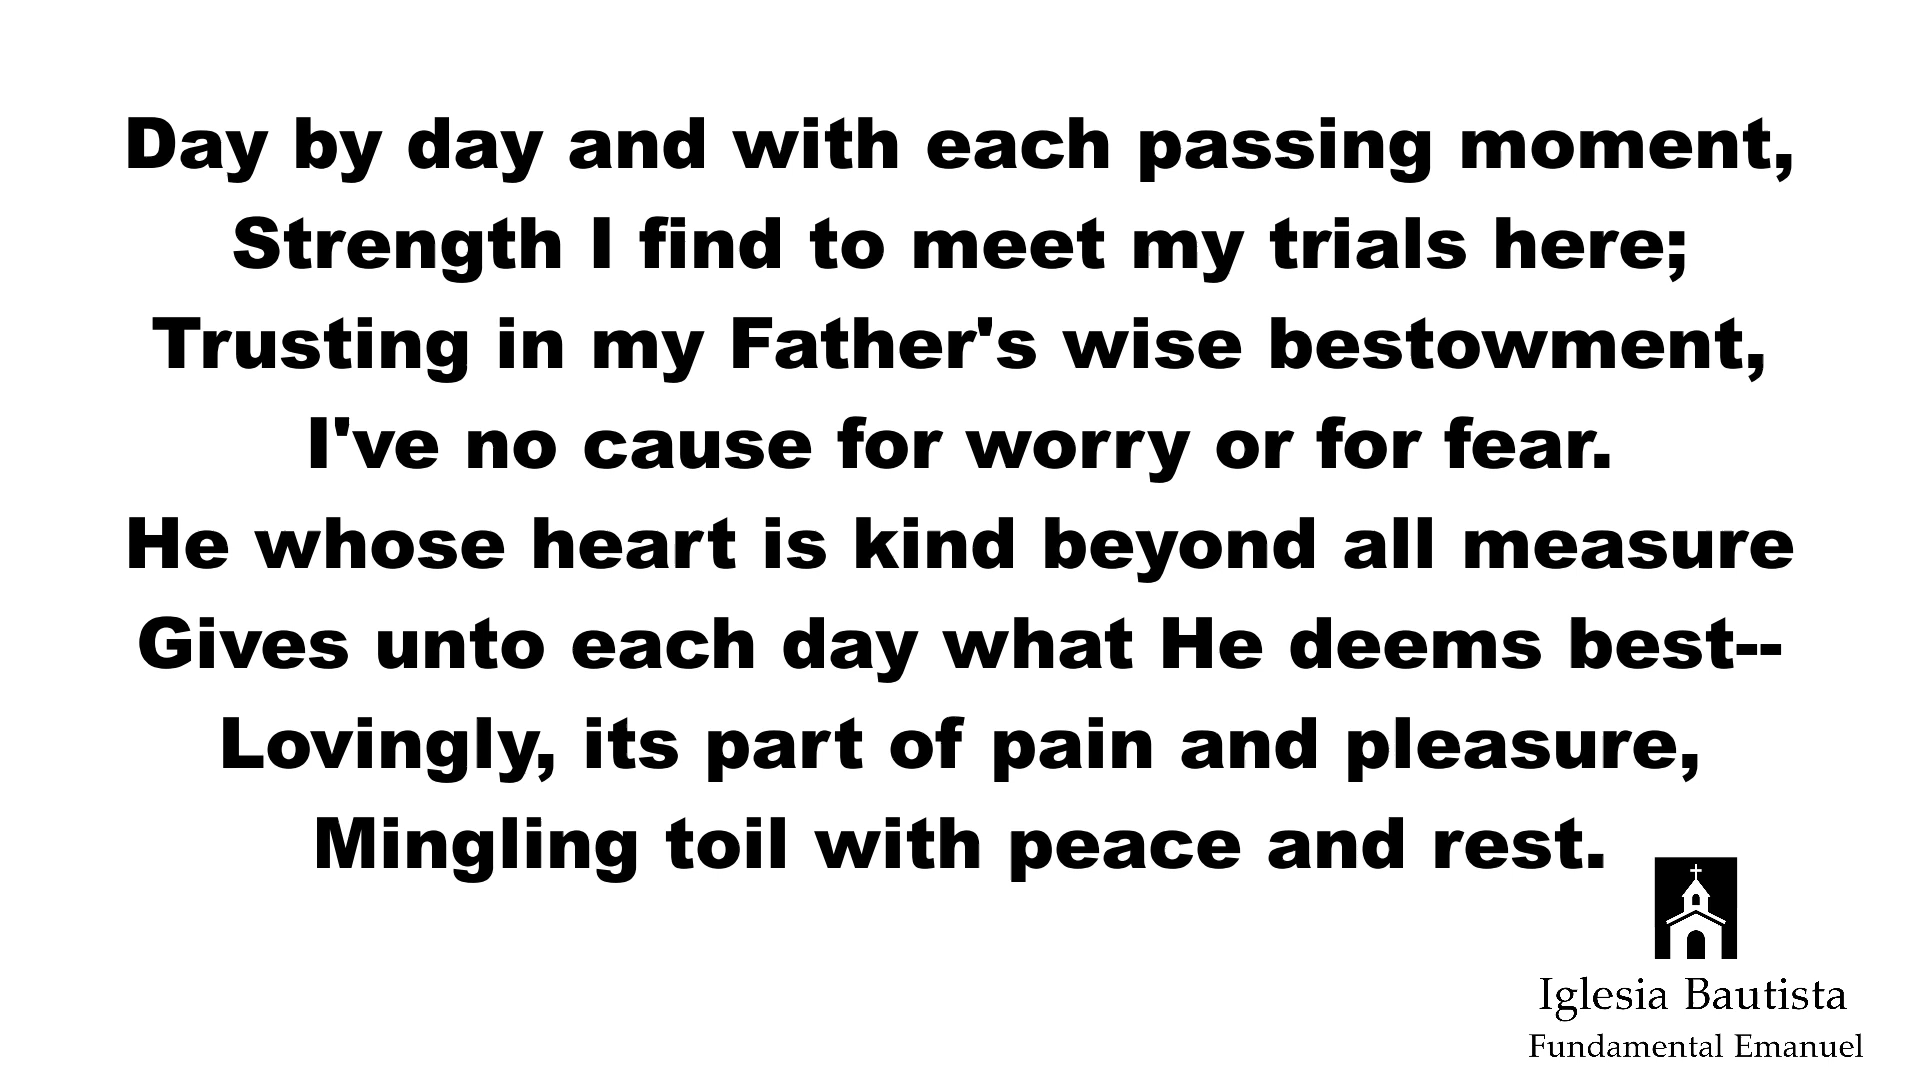 Day by day and with each passing moment,
Strength I find to meet my trials here;
Trusting in my Father's wise bestowment,
I've no cause for worry or for fear.
He whose heart is kind beyond all measure
Gives unto each day what He deems best--
Lovingly, its part of pain and pleasure,
Mingling toil with peace and rest.
Iglesia Bautista
Fundamental Emanuel